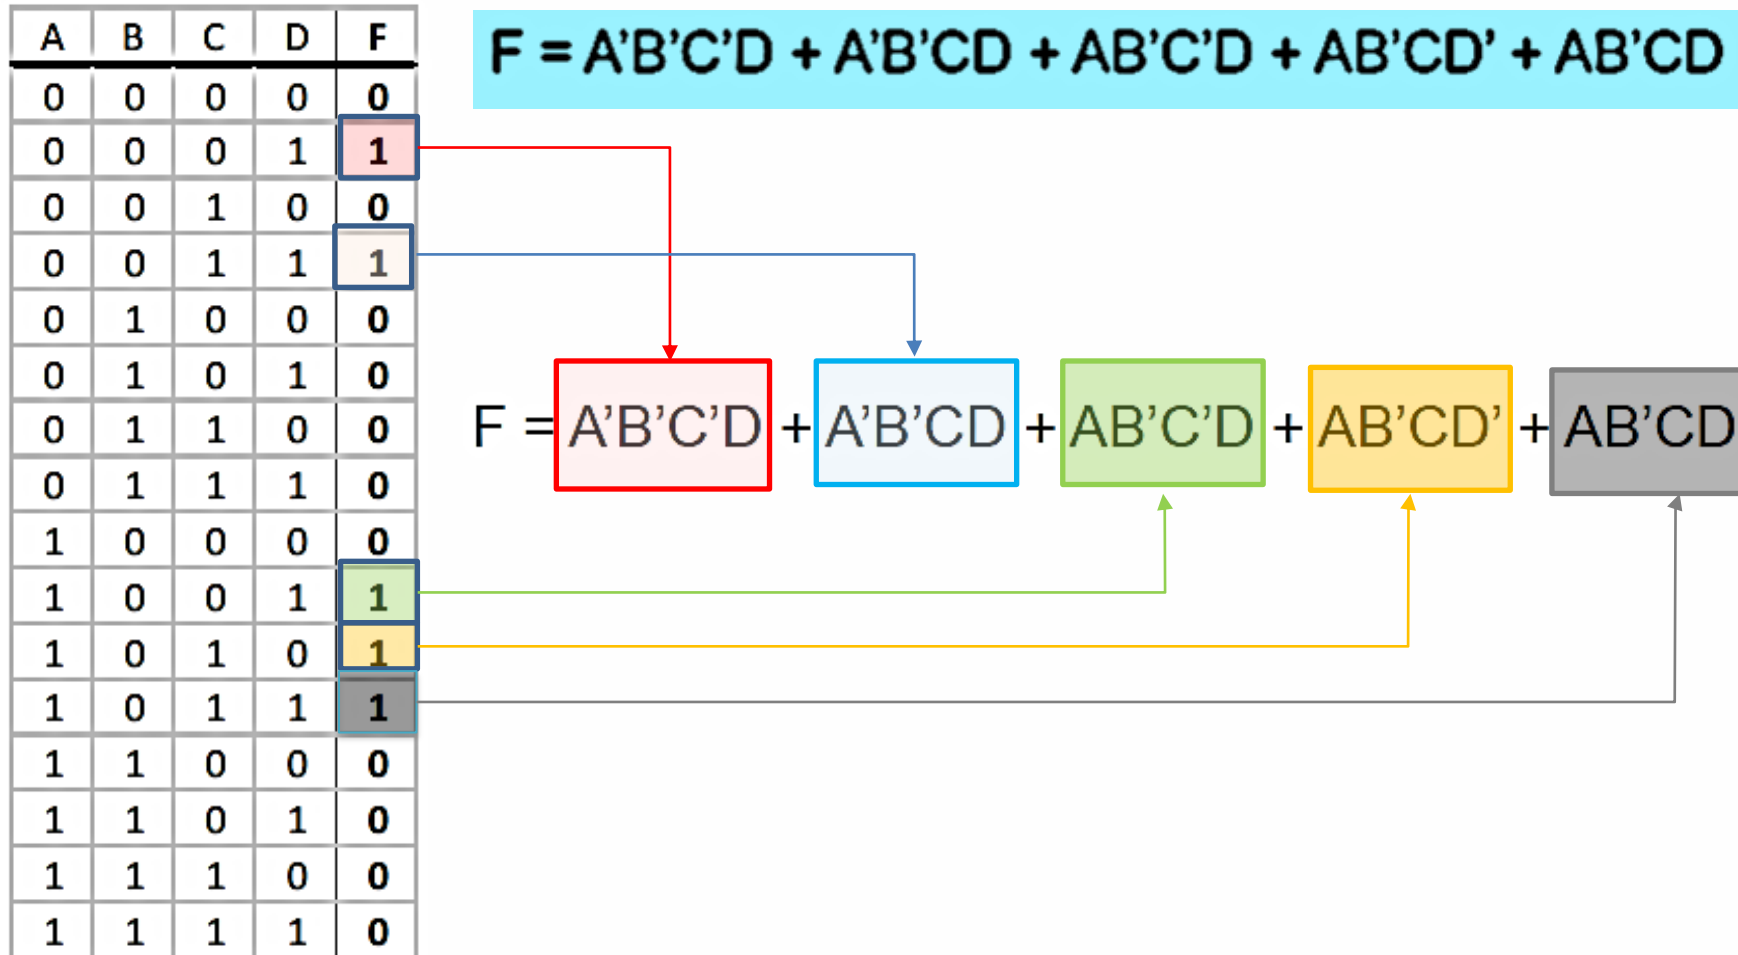 A B C D F
F = A'B'C'D + A'B'CD + AB'C'D + AB'CD' + AB'CD
0 0 0 0 0
0 0 0 1 1
0 0 1 0 0
0 0 1 1 1
0 1 0 0 0
0 1 0 1 0
0 1 1 0 0
0 1 1 1 0
1 0 0 0 0
1 0 0 1 1
1 0 1 0 1
1 0 1 1 1
1 1 0 0 0
1 1 0 1 0
1 1 1 0 0
1 1 1 1 0
F = A’B’C’D + A’B’CD + AB’C’D + AB’CD’ + AB’CD